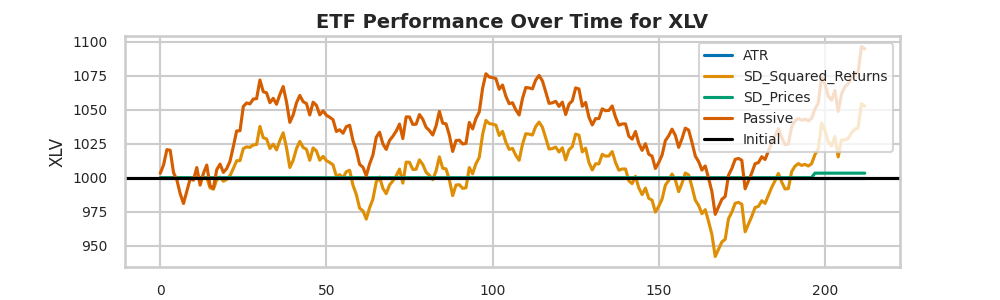 ETF Performance Over Time for XLV
XLV
1100
1075
1050
1025
1000
975
950
0
50
100
150
200
ATR
SD_Squared_Returns
SD_Prices
Passive
Initial